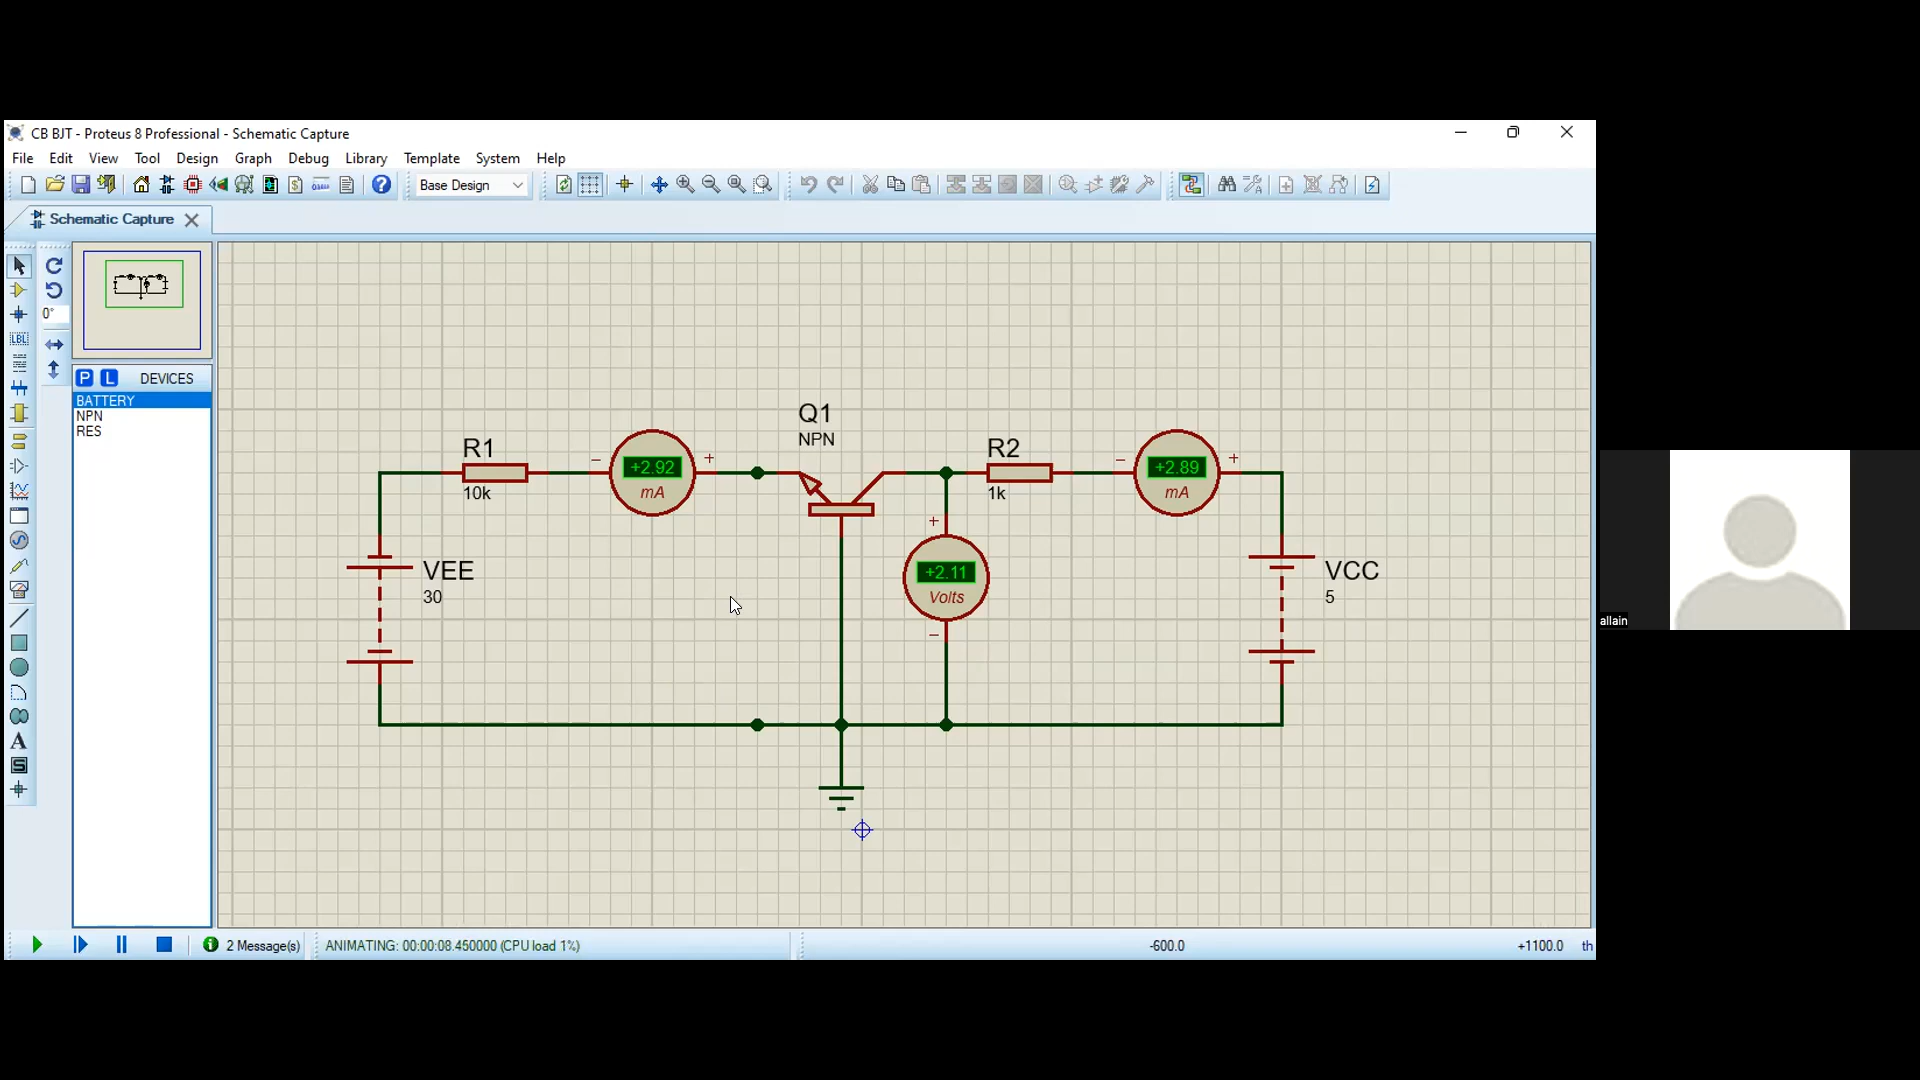 CB BJT - Proteus 8 Professional - Schematic Capture
File Edit View Tool Design Graph Debug Library Template System Help
Base Design
Schematic Capture
0°
LBL
P L DEVICES
BATTERY
NPN
RES
A
S
Q1
NPN
R1
10k
− +2.92 +
mA
R2
1k
− +2.89 +
mA
+
+2.11
Volts
−
VEE
30
VCC
5
allain
2 Message(s)
ANIMATING: 00:00:08.450000 (CPU load 1%)
-600.0
+1100.0 th